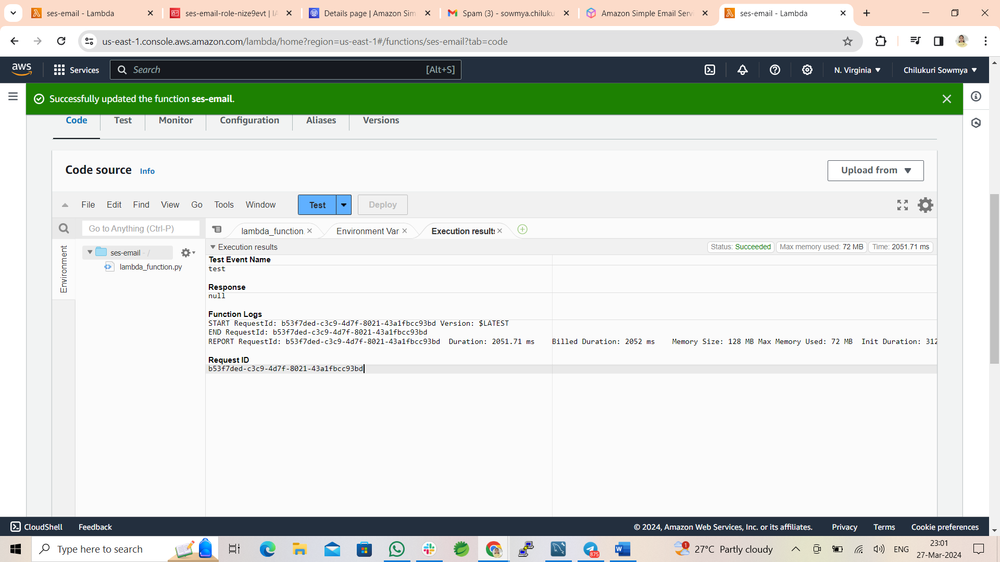 ses-email - Lambda
ses-email-role-nize9evt | IA
Details page | Amazon Sim
Spam (3) - sowmya.chiluku
Amazon Simple Email Servi
ses-email - Lambda
us-east-1.console.aws.amazon.com/lambda/home?region=us-east-1#/functions/ses-email?tab=code
aws
Services
Search
[Alt+S]
N. Virginia
Chilukuri Sowmya
Successfully updated the function ses-email.
Code
Test
Monitor
Configuration
Aliases
Versions
Code source
Info
Upload from
File
Edit
Find
View
Go
Tools
Window
Test
Deploy
Go to Anything (Ctrl-P)
lambda_function.
Environment Var
Execution results
Environment
ses-email - /
lambda_function.py
Execution results
Status: Succeeded
Max memory used: 72 MB
Time: 2051.71 ms
Test Event Name
test
Response
null
Function Logs
START RequestId: b53f7ded-c3c9-4d7f-8021-43a1fbcc93bd Version: $LATEST
END RequestId: b53f7ded-c3c9-4d7f-8021-43a1fbcc93bd
REPORT RequestId: b53f7ded-c3c9-4d7f-8021-43a1fbcc93bd Duration: 2051.71 ms Billed Duration: 2052 ms Memory Size: 128 MB Max Memory Used: 72 MB Init Duration: 312
Request ID
b53f7ded-c3c9-4d7f-8021-43a1fbcc93bd
CloudShell
Feedback
© 2024, Amazon Web Services, Inc. or its affiliates.
Privacy
Terms
Cookie preferences
Type here to search
875
1
27°C Partly cloudy
ENG
23:01
27-Mar-2024